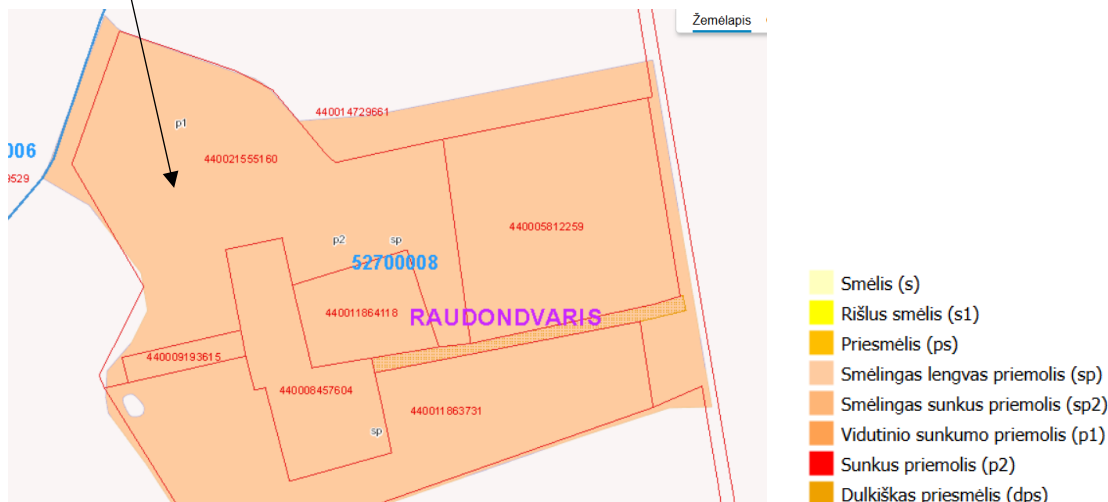 Žemėlapis
440014729661
p1
006
440021555160
9529
440005812259
p2
sp
52700008
440011864118
RAUDONDVARIS
440009193615
440008457604
440011863731
sp
Smėlis (s)
Rišlus smėlis (s1)
Priesmėlis (ps)
Smėlingas lengvas priemolis (sp)
Smėlingas sunkus priemolis (sp2)
Vidutinio sunkumo priemolis (p1)
Sunkus priemolis (p2)
Dulkiškas priesmėlis (dps)